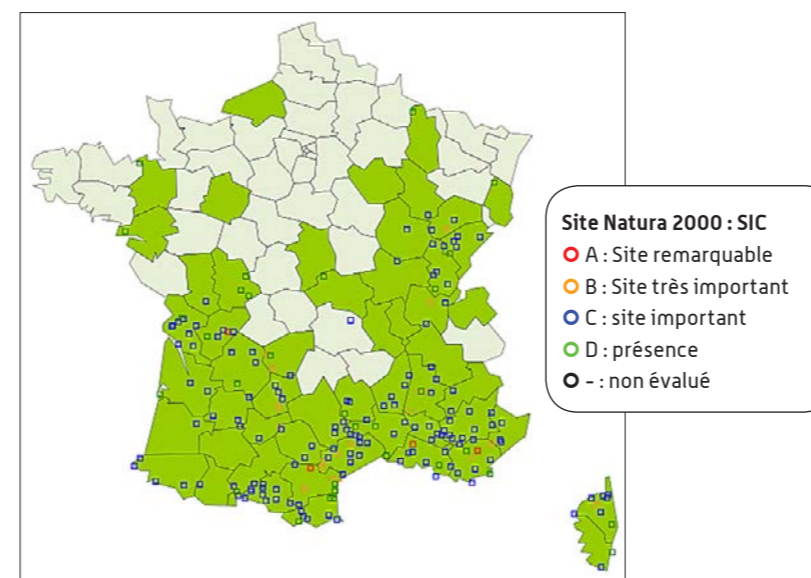 Site Natura 2000 : SIC
A : Site remarquable
B : Site très important
C : site important
D : présence
- : non évalué